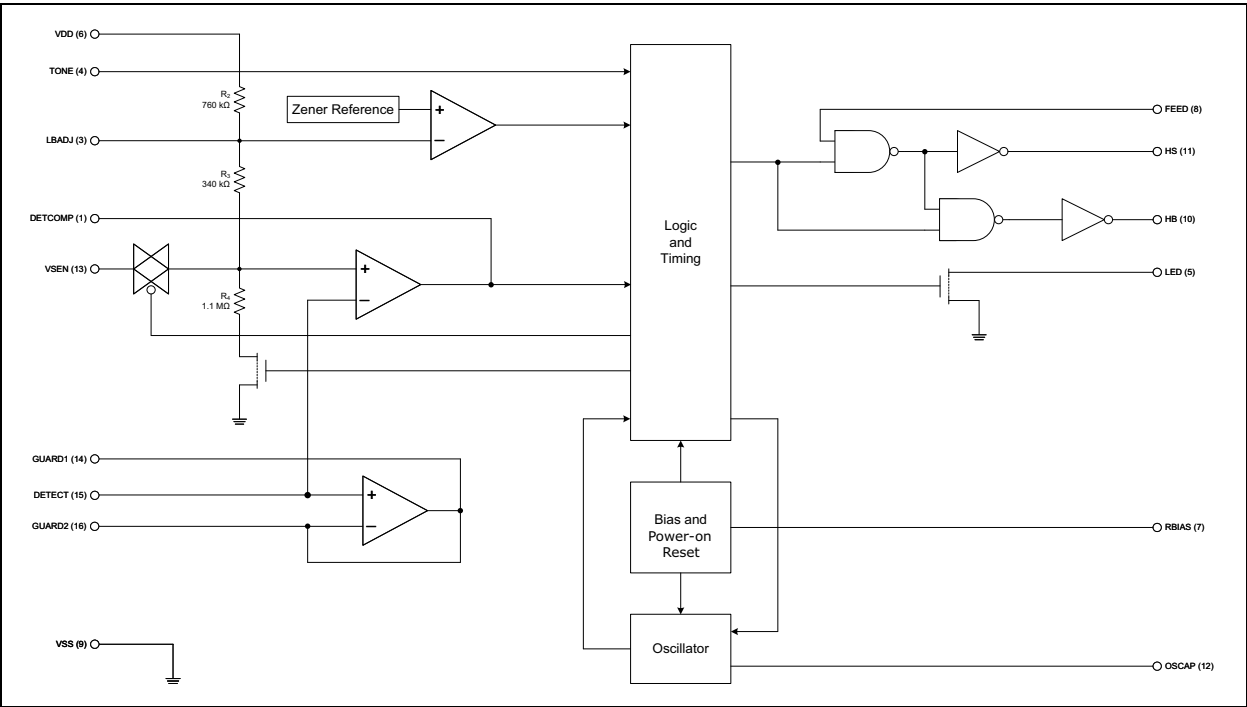 VDD (6)
TONE (4)
R₂
760 kΩ
Zener Reference
+
−
LBADJ (3)
R₃
340 kΩ
DETCOMP (1)
VSEN (13)
+
−
R₄
1.1 MΩ
GUARD1 (14)
DETECT (15)
GUARD2 (16)
+
−
VSS (9)
Logic
and
Timing
Bias and
Power-on
Reset
Oscillator
FEED (8)
HS (11)
HB (10)
LED (5)
RBIAS (7)
OSCAP (12)